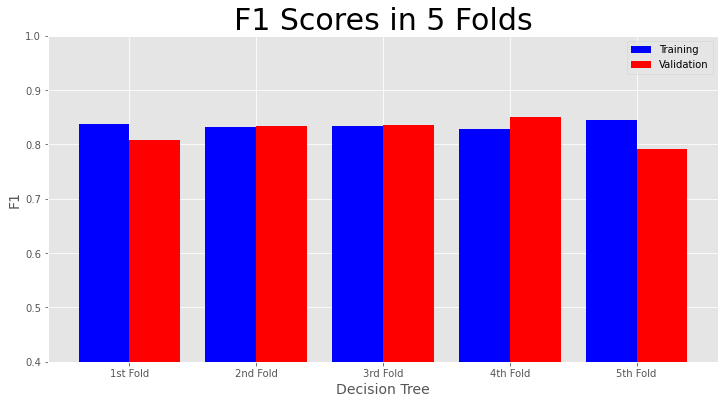 F1 Scores in 5 Folds
1.0
0.9
0.8
0.7
0.6
0.5
0.4
F1
Training
Validation
1st Fold 2nd Fold 3rd Fold 4th Fold 5th Fold
Decision Tree